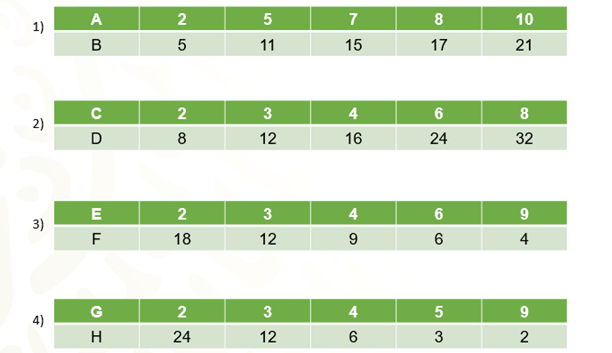 1)
A 2 5 7 8 10
B 5 11 15 17 21
2)
C 2 3 4 6 8
D 8 12 16 24 32
3)
E 2 3 4 6 9
F 18 12 9 6 4
4)
G 2 3 4 5 9
H 24 12 6 3 2